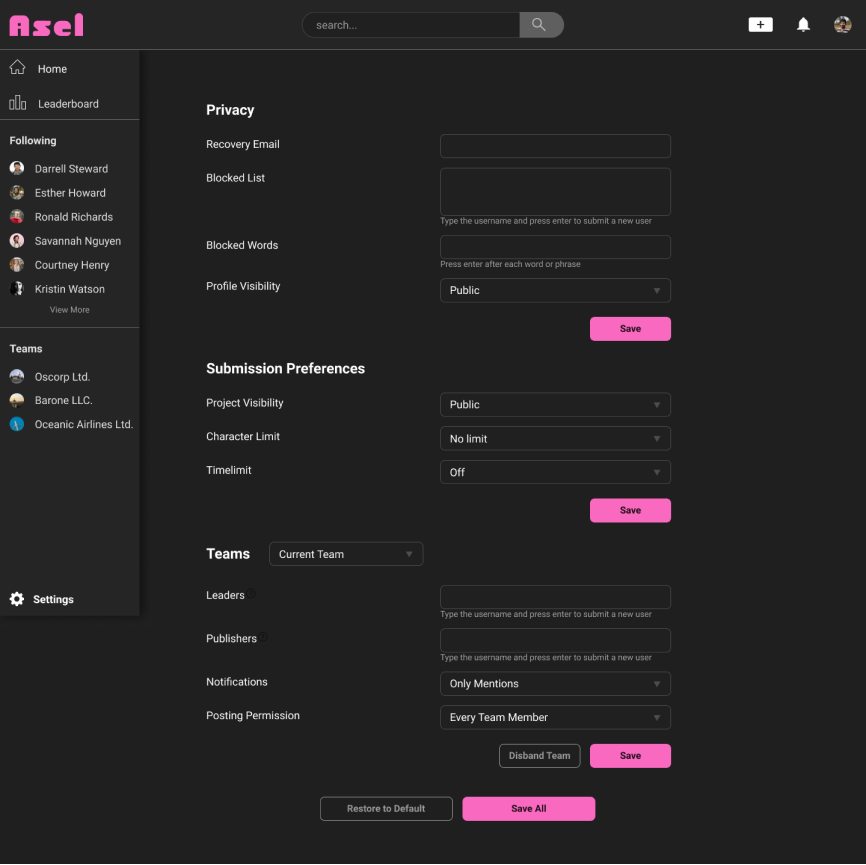 Asel
search...
+
Home
Leaderboard
Following
Darrell Steward
Esther Howard
Ronald Richards
Savannah Nguyen
Courtney Henry
Kristin Watson
View More
Teams
Oscorp Ltd.
Barone LLC.
Oceanic Airlines Ltd.
Settings
Privacy
Recovery Email
Blocked List
Type the username and press enter to submit a new user
Blocked Words
Press enter after each word or phrase
Profile Visibility
Public
Save
Submission Preferences
Project Visibility
Public
Character Limit
No limit
Timelimit
Off
Save
Teams
Current Team
Leaders
Type the username and press enter to submit a new user
Publishers
Type the username and press enter to submit a new user
Notifications
Only Mentions
Posting Permission
Every Team Member
Disband Team
Save
Restore to Default
Save All